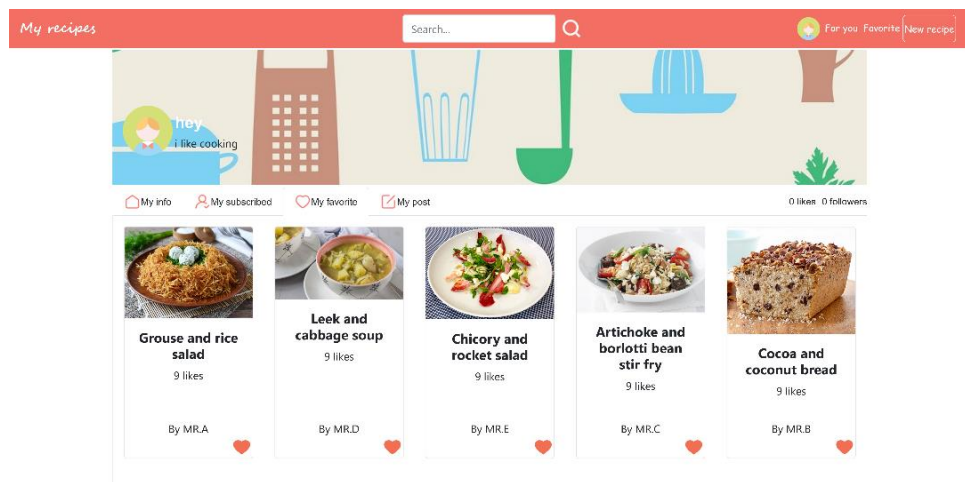 My recipes
Search...
For you Favorite New recipe
hey
i like cooking
My info My subscribed My favorite My post
0 likes 0 followers
Grouse and rice
salad
9 likes
By MR.A
Leek and
cabbage soup
9 likes
By MR.D
Chicory and
rocket salad
9 likes
By MR.E
Artichoke and
borlotti bean
stir fry
9 likes
By MR.C
Cocoa and
coconut bread
9 likes
By MR.B